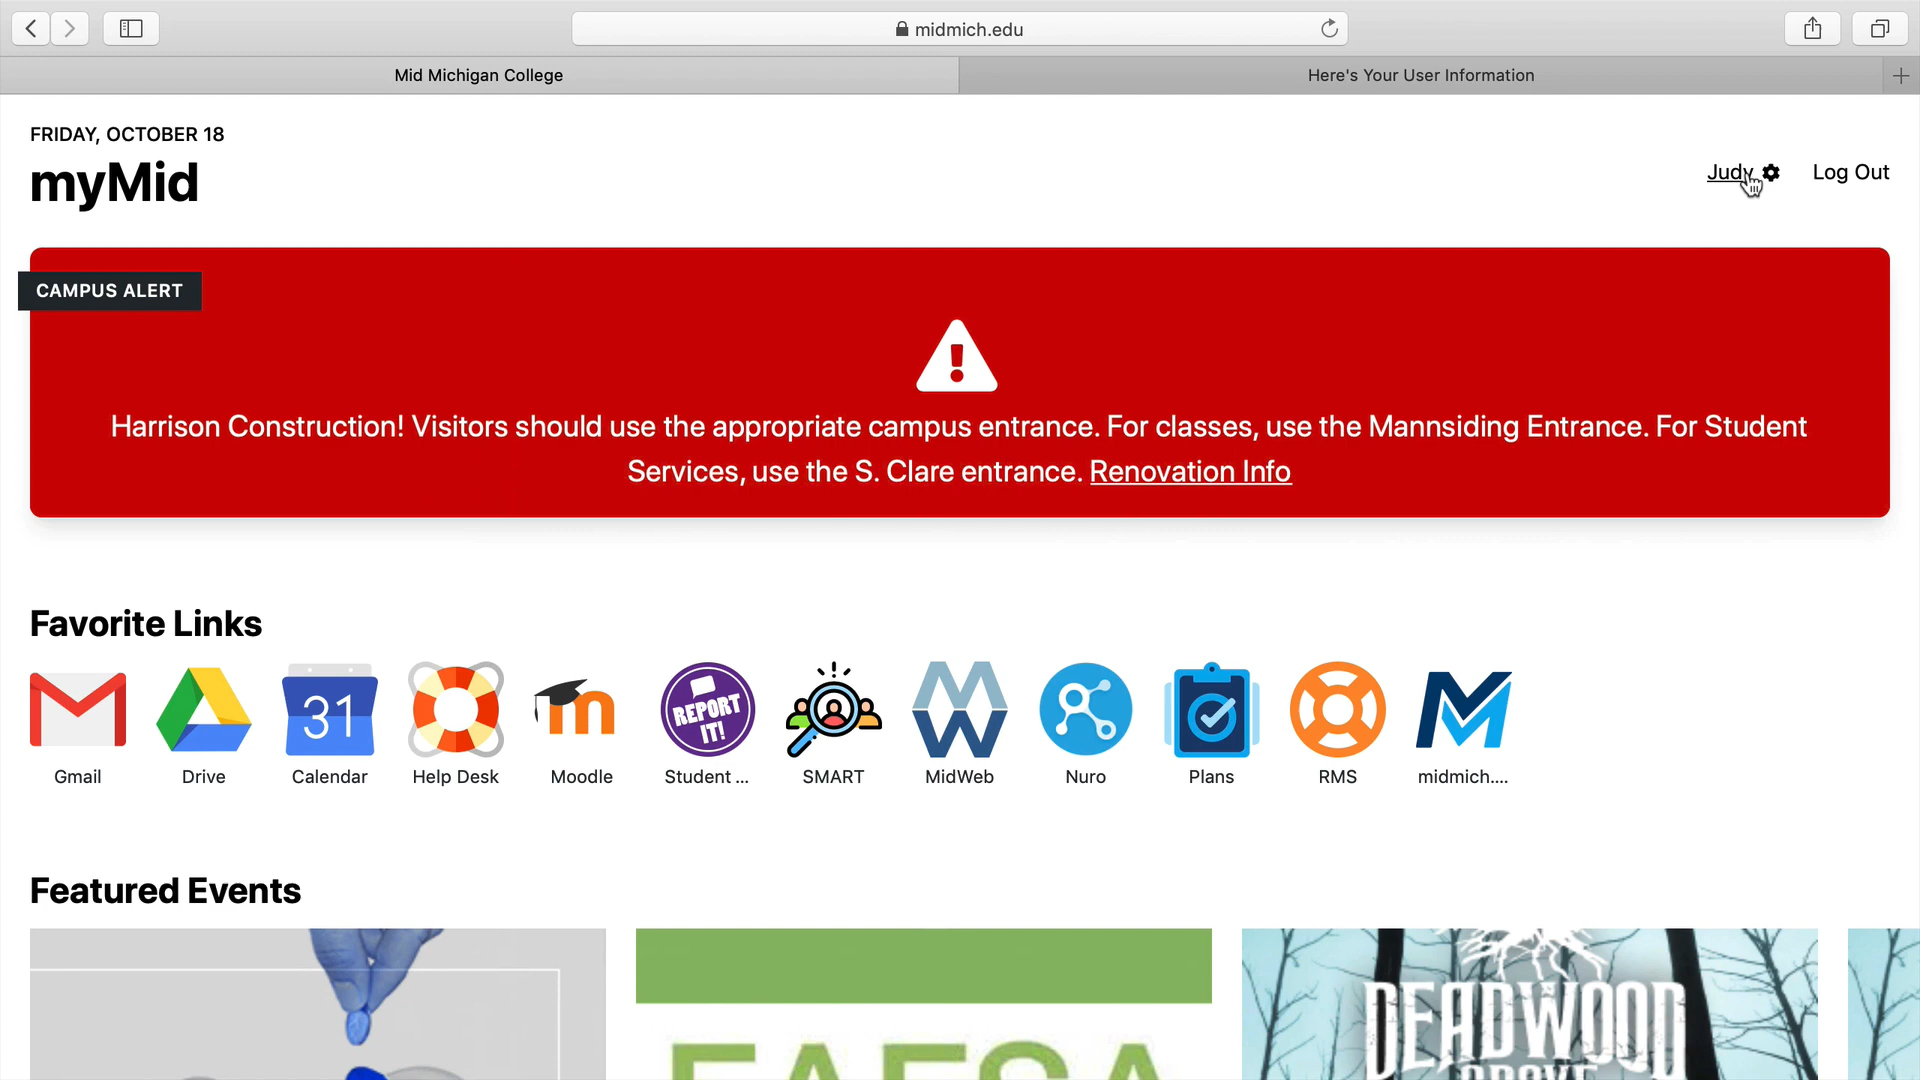 midmich.edu
Mid Michigan College
Here's Your User Information
FRIDAY, OCTOBER 18
myMid
Judy
Log Out
CAMPUS ALERT
Harrison Construction! Visitors should use the appropriate campus entrance. For classes, use the Mannsiding Entrance. For Student
Services, use the S. Clare entrance. Renovation Info
Favorite Links
31
REPORT
IT!
Gmail
Drive
Calendar
Help Desk
Moodle
Student ...
SMART
MidWeb
Nuro
Plans
RMS
midmich....
Featured Events
FAFSA
DEADWOOD
GROVE